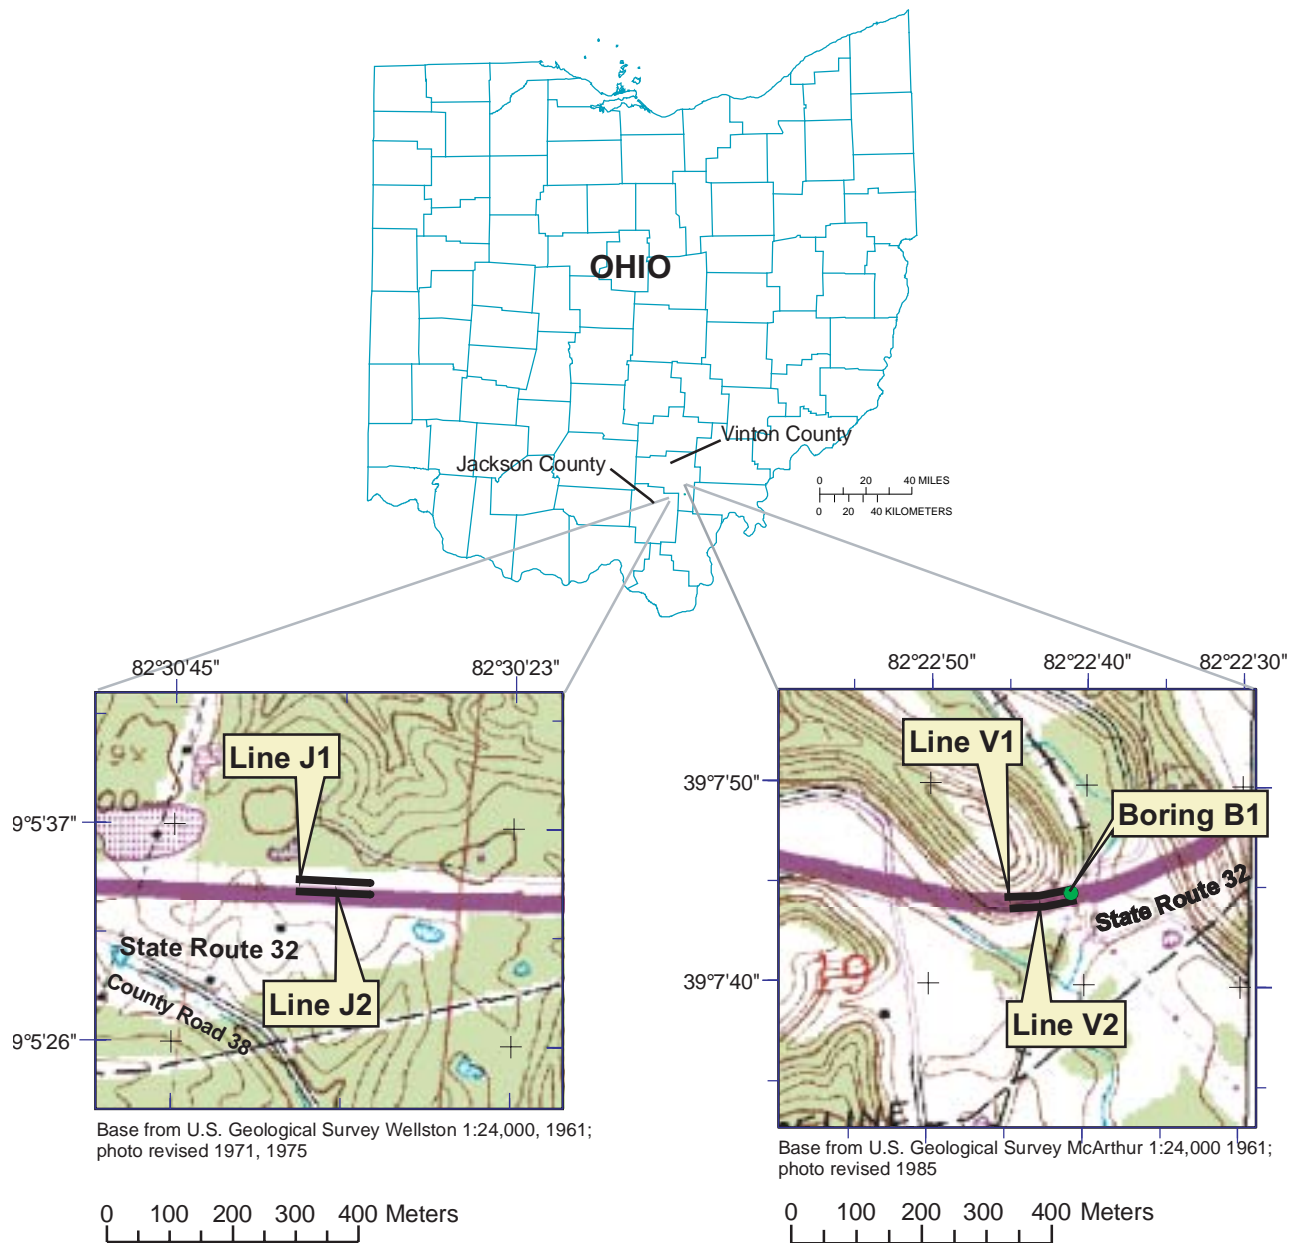 OHIO
Vinton County
Jackson County
0 20 40 MILES
0 20 40 KILOMETERS
82°30'45" 82°30'23"
9°5'37"
9°5'26"
Line J1
State Route 32
County Road 38
Line J2
Base from U.S. Geological Survey Wellston 1:24,000, 1961;
photo revised 1971, 1975
0 100 200 300 400 Meters
82°22'50" 82°22'40" 82°22'30"
39°7'50"
39°7'40"
Line V1
Boring B1
State Route 32
Line V2
Base from U.S. Geological Survey McArthur 1:24,000 1961;
photo revised 1985
0 100 200 300 400 Meters